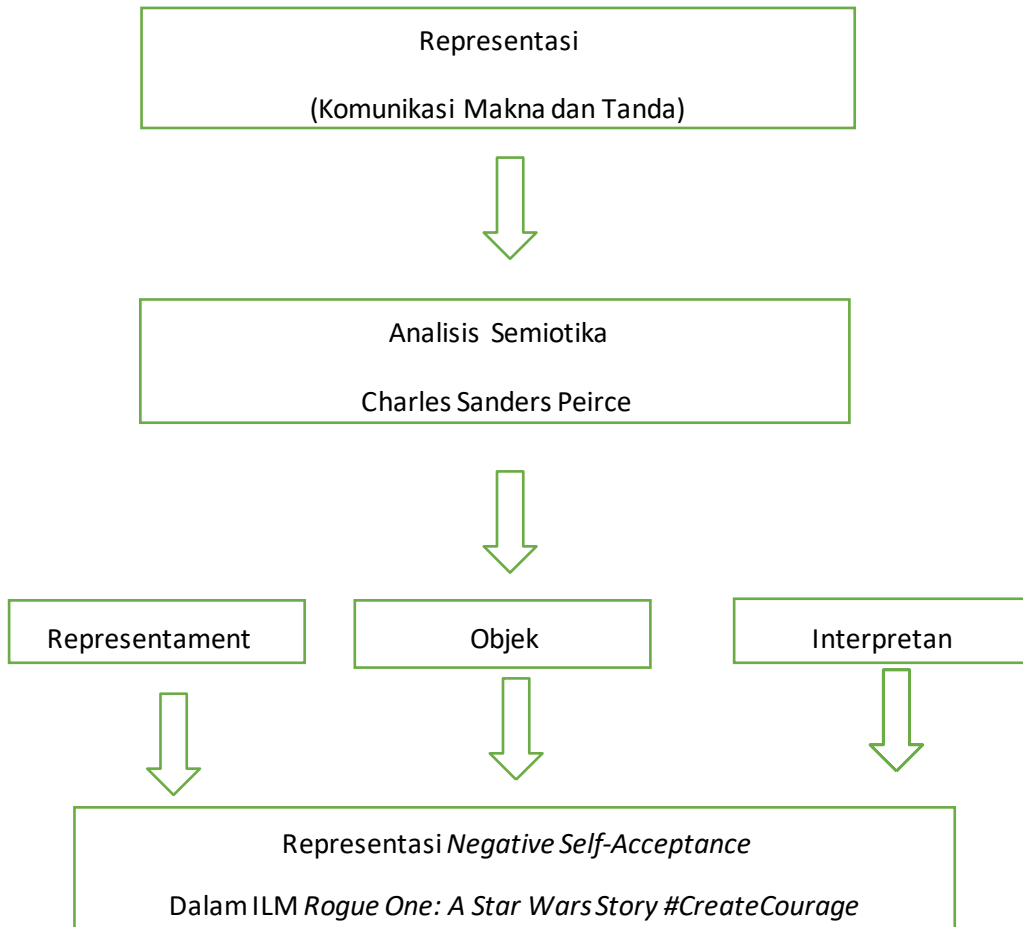 Representasi
(Komunikasi Makna dan Tanda)
Analisis Semiotika
Charles Sanders Peirce
Representament
Objek
Interpretan
Representasi Negative Self-Acceptance
Dalam ILM Rogue One: A Star Wars Story #CreateCourage